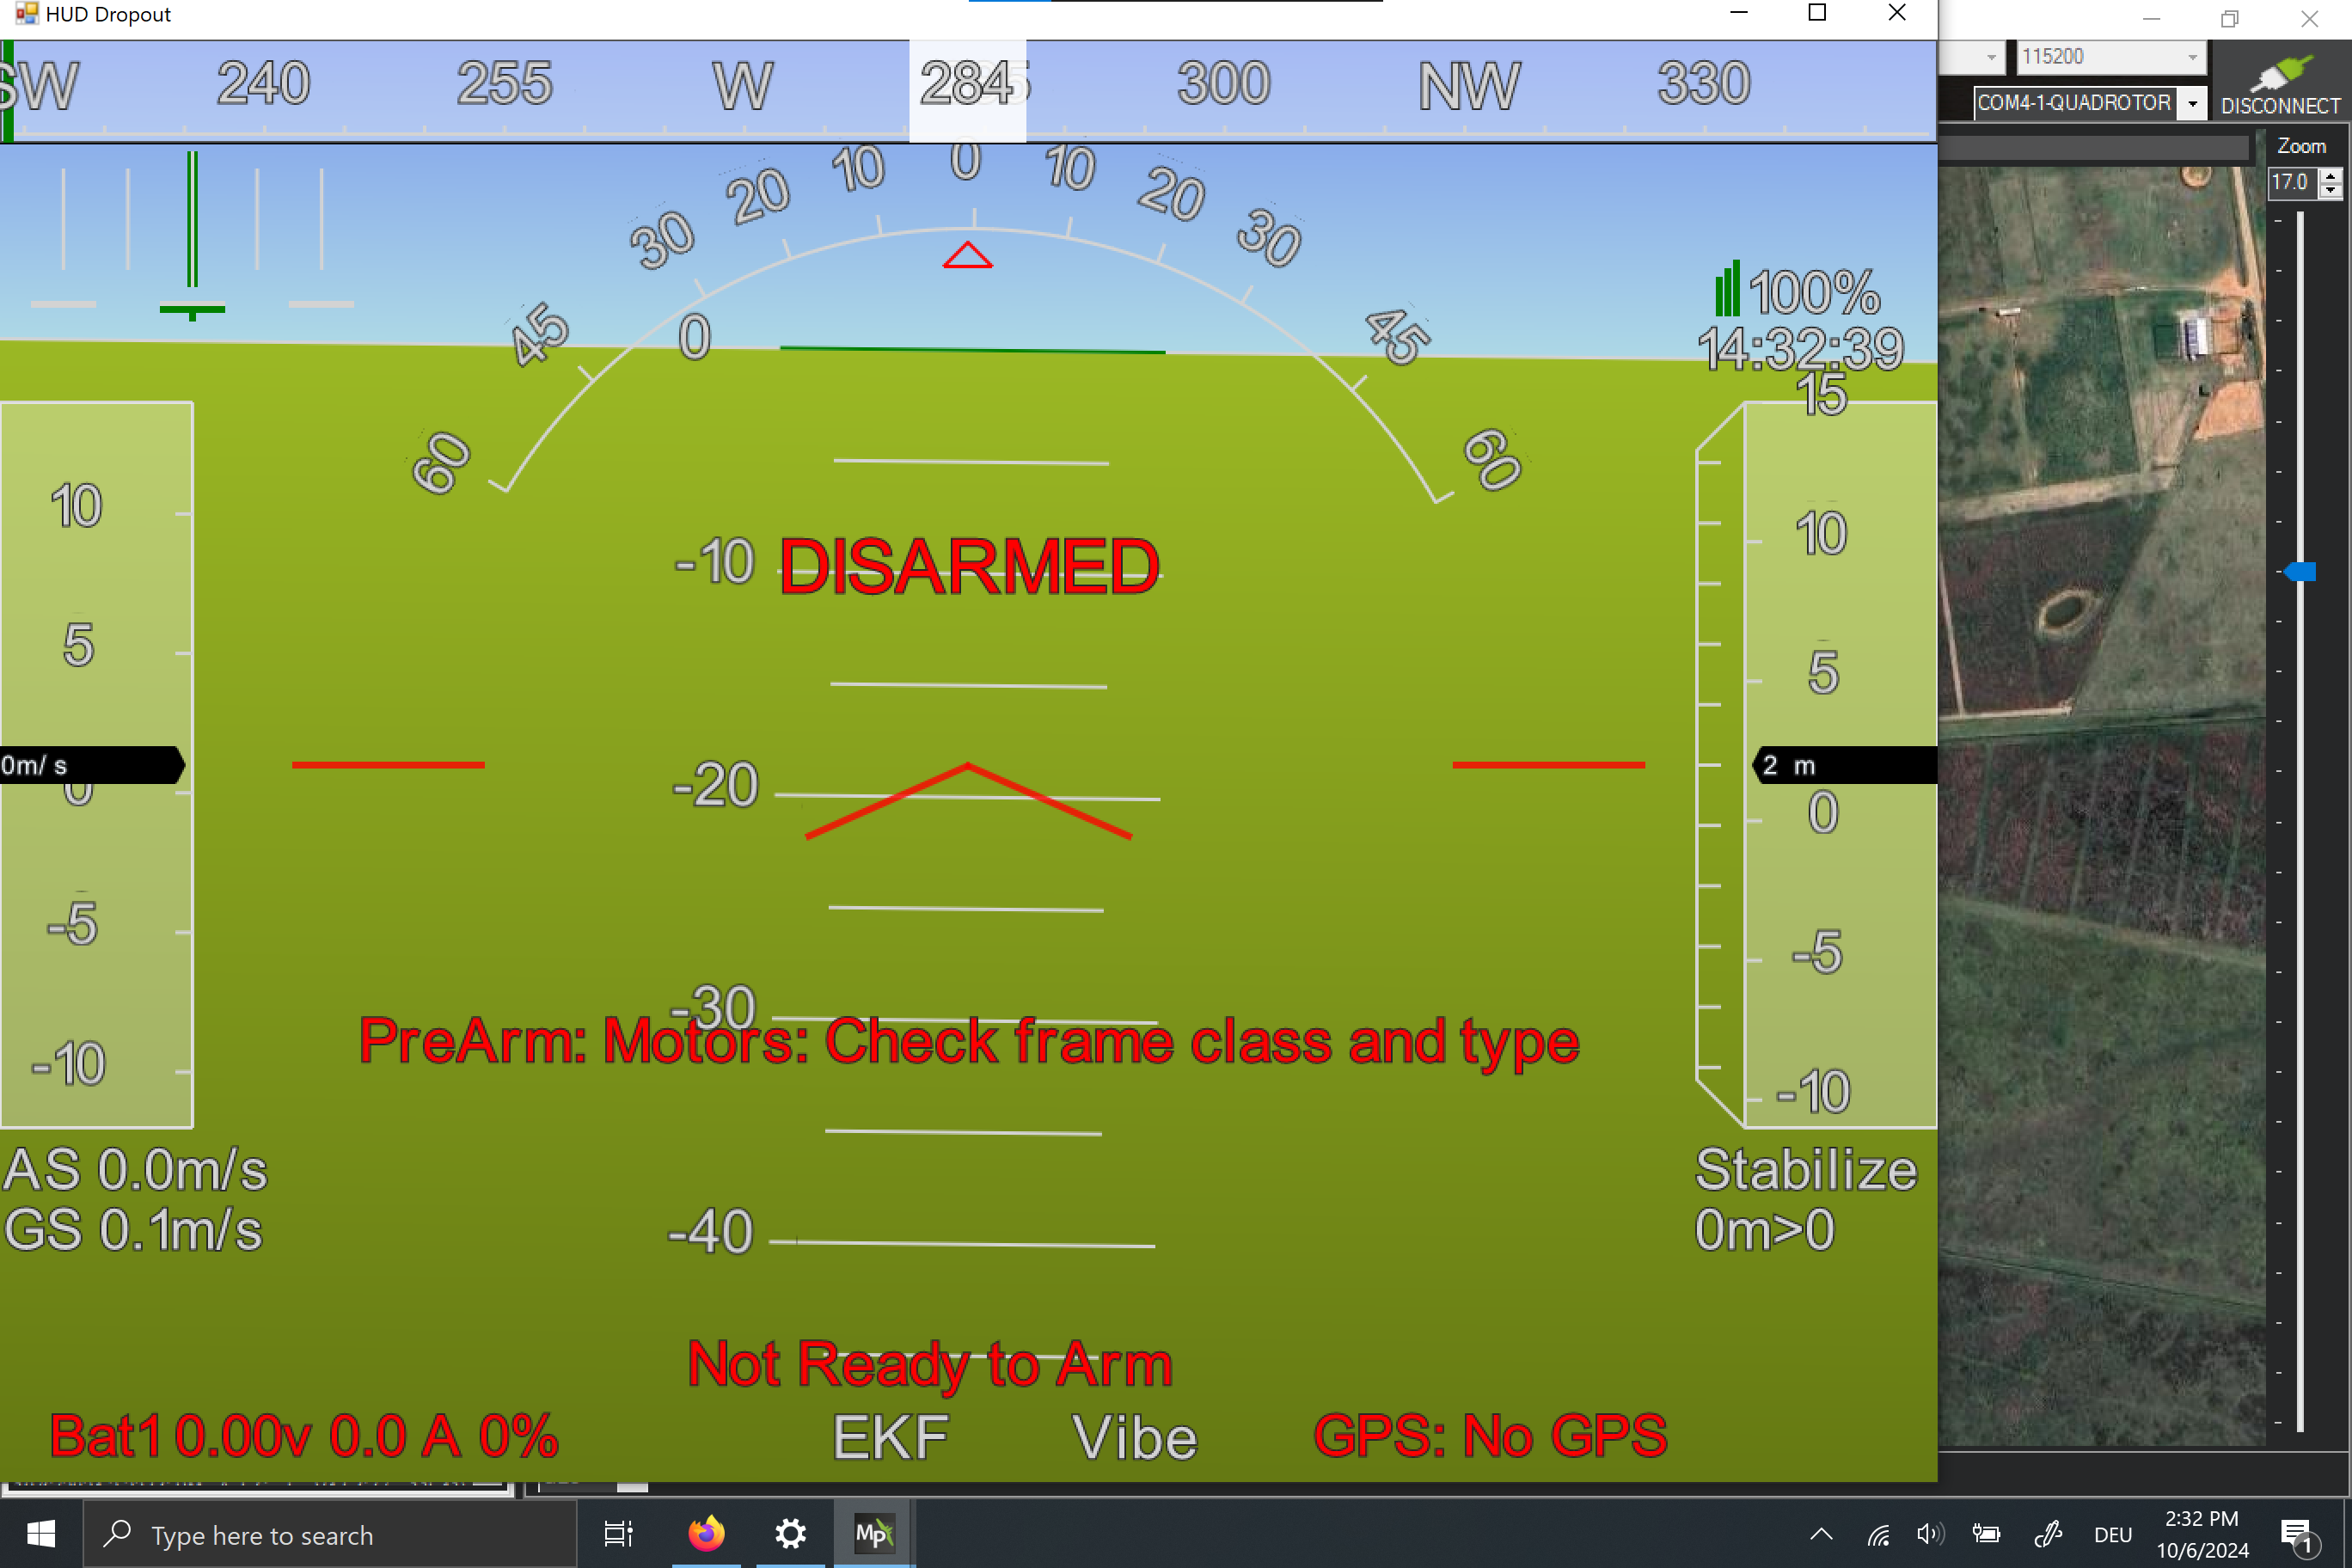 HUD Dropout
SW 240 255 W 284 300 NW 330
115200
COM4-1-QUADROTOR
DISCONNECT
Zoom
17.0
60 45 30 20 10 0 10 20 30 45 60
100%
14:32:39
0
-10
-20
-30
-40
10
5
0m/ s
0
-5
-10
15
10
5
2 m
0
-5
-10
DISARMED
PreArm: Motors: Check frame class and type
AS 0.0m/s
GS 0.1m/s
Stabilize
0m>0
Not Ready to Arm
Bat1 0.00v 0.0 A 0% EKF Vibe GPS: No GPS
Type here to search
Mp
DEU
2:32 PM
10/6/2024
1